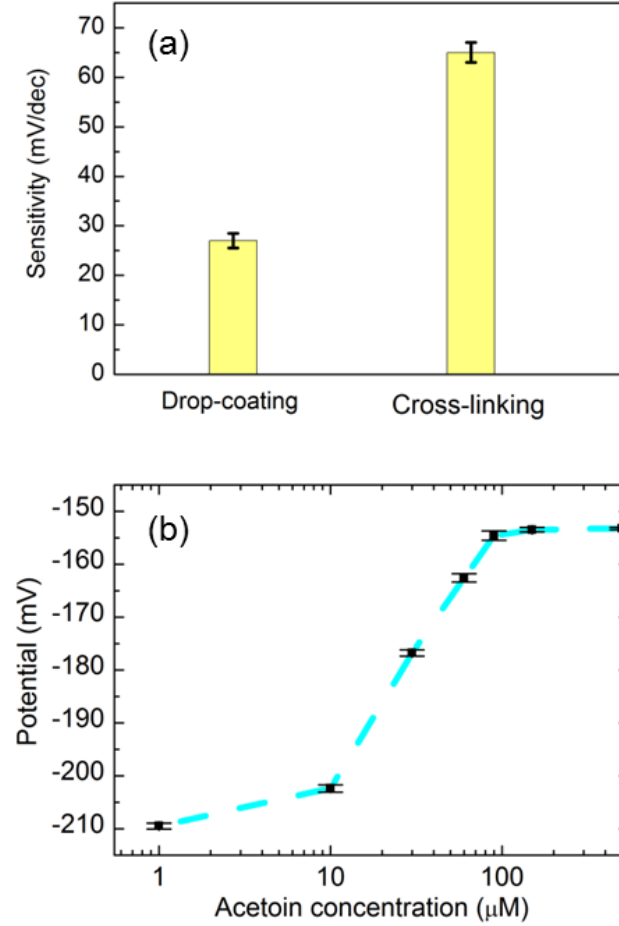 (a)
Sensitivity (mV/dec)
70
60
50
40
30
20
10
0
Drop-coating Cross-linking
(b)
Potential (mV)
-150
-160
-170
-180
-190
-200
-210
1 10 100
Acetoin concentration (μM)